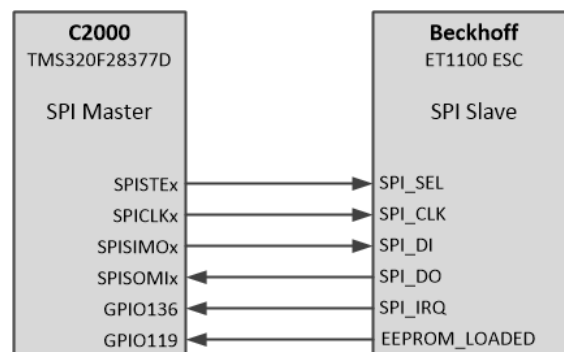 C2000
TMS320F28377D
SPI Master
SPISTEx
SPICLKx
SPISIMOx
SPISOMIx
GPIO136
GPIO119
Beckhoff
ET1100 ESC
SPI Slave
SPI_SEL
SPI_CLK
SPI_DI
SPI_DO
SPI_IRQ
EEPROM_LOADED